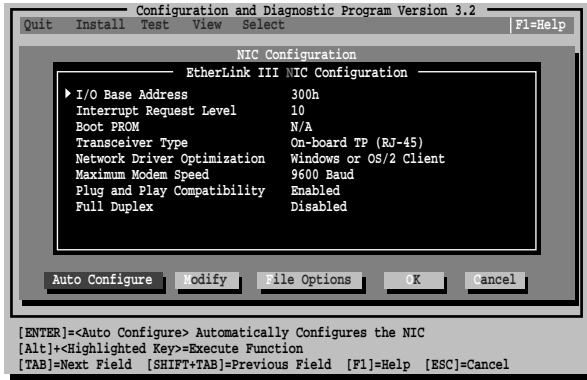 Configuration and Diagnostic Program Version 3.2
Quit Install Test View Select F1=Help
NIC Configuration
EtherLink III NIC Configuration
I/O Base Address 300h
Interrupt Request Level 10
Boot PROM N/A
Transceiver Type On-board TP (RJ-45)
Network Driver Optimization Windows or OS/2 Client
Maximum Modem Speed 9600 Baud
Plug and Play Compatibility Enabled
Full Duplex Disabled
Auto Configure Modify File Options OK Cancel
[ENTER]=<Auto Configure> Automatically Configures the NIC
[Alt]+<Highlighted Key>=Execute Function
[TAB]=Next Field [SHIFT+TAB]=Previous Field [F1]=Help [ESC]=Cancel